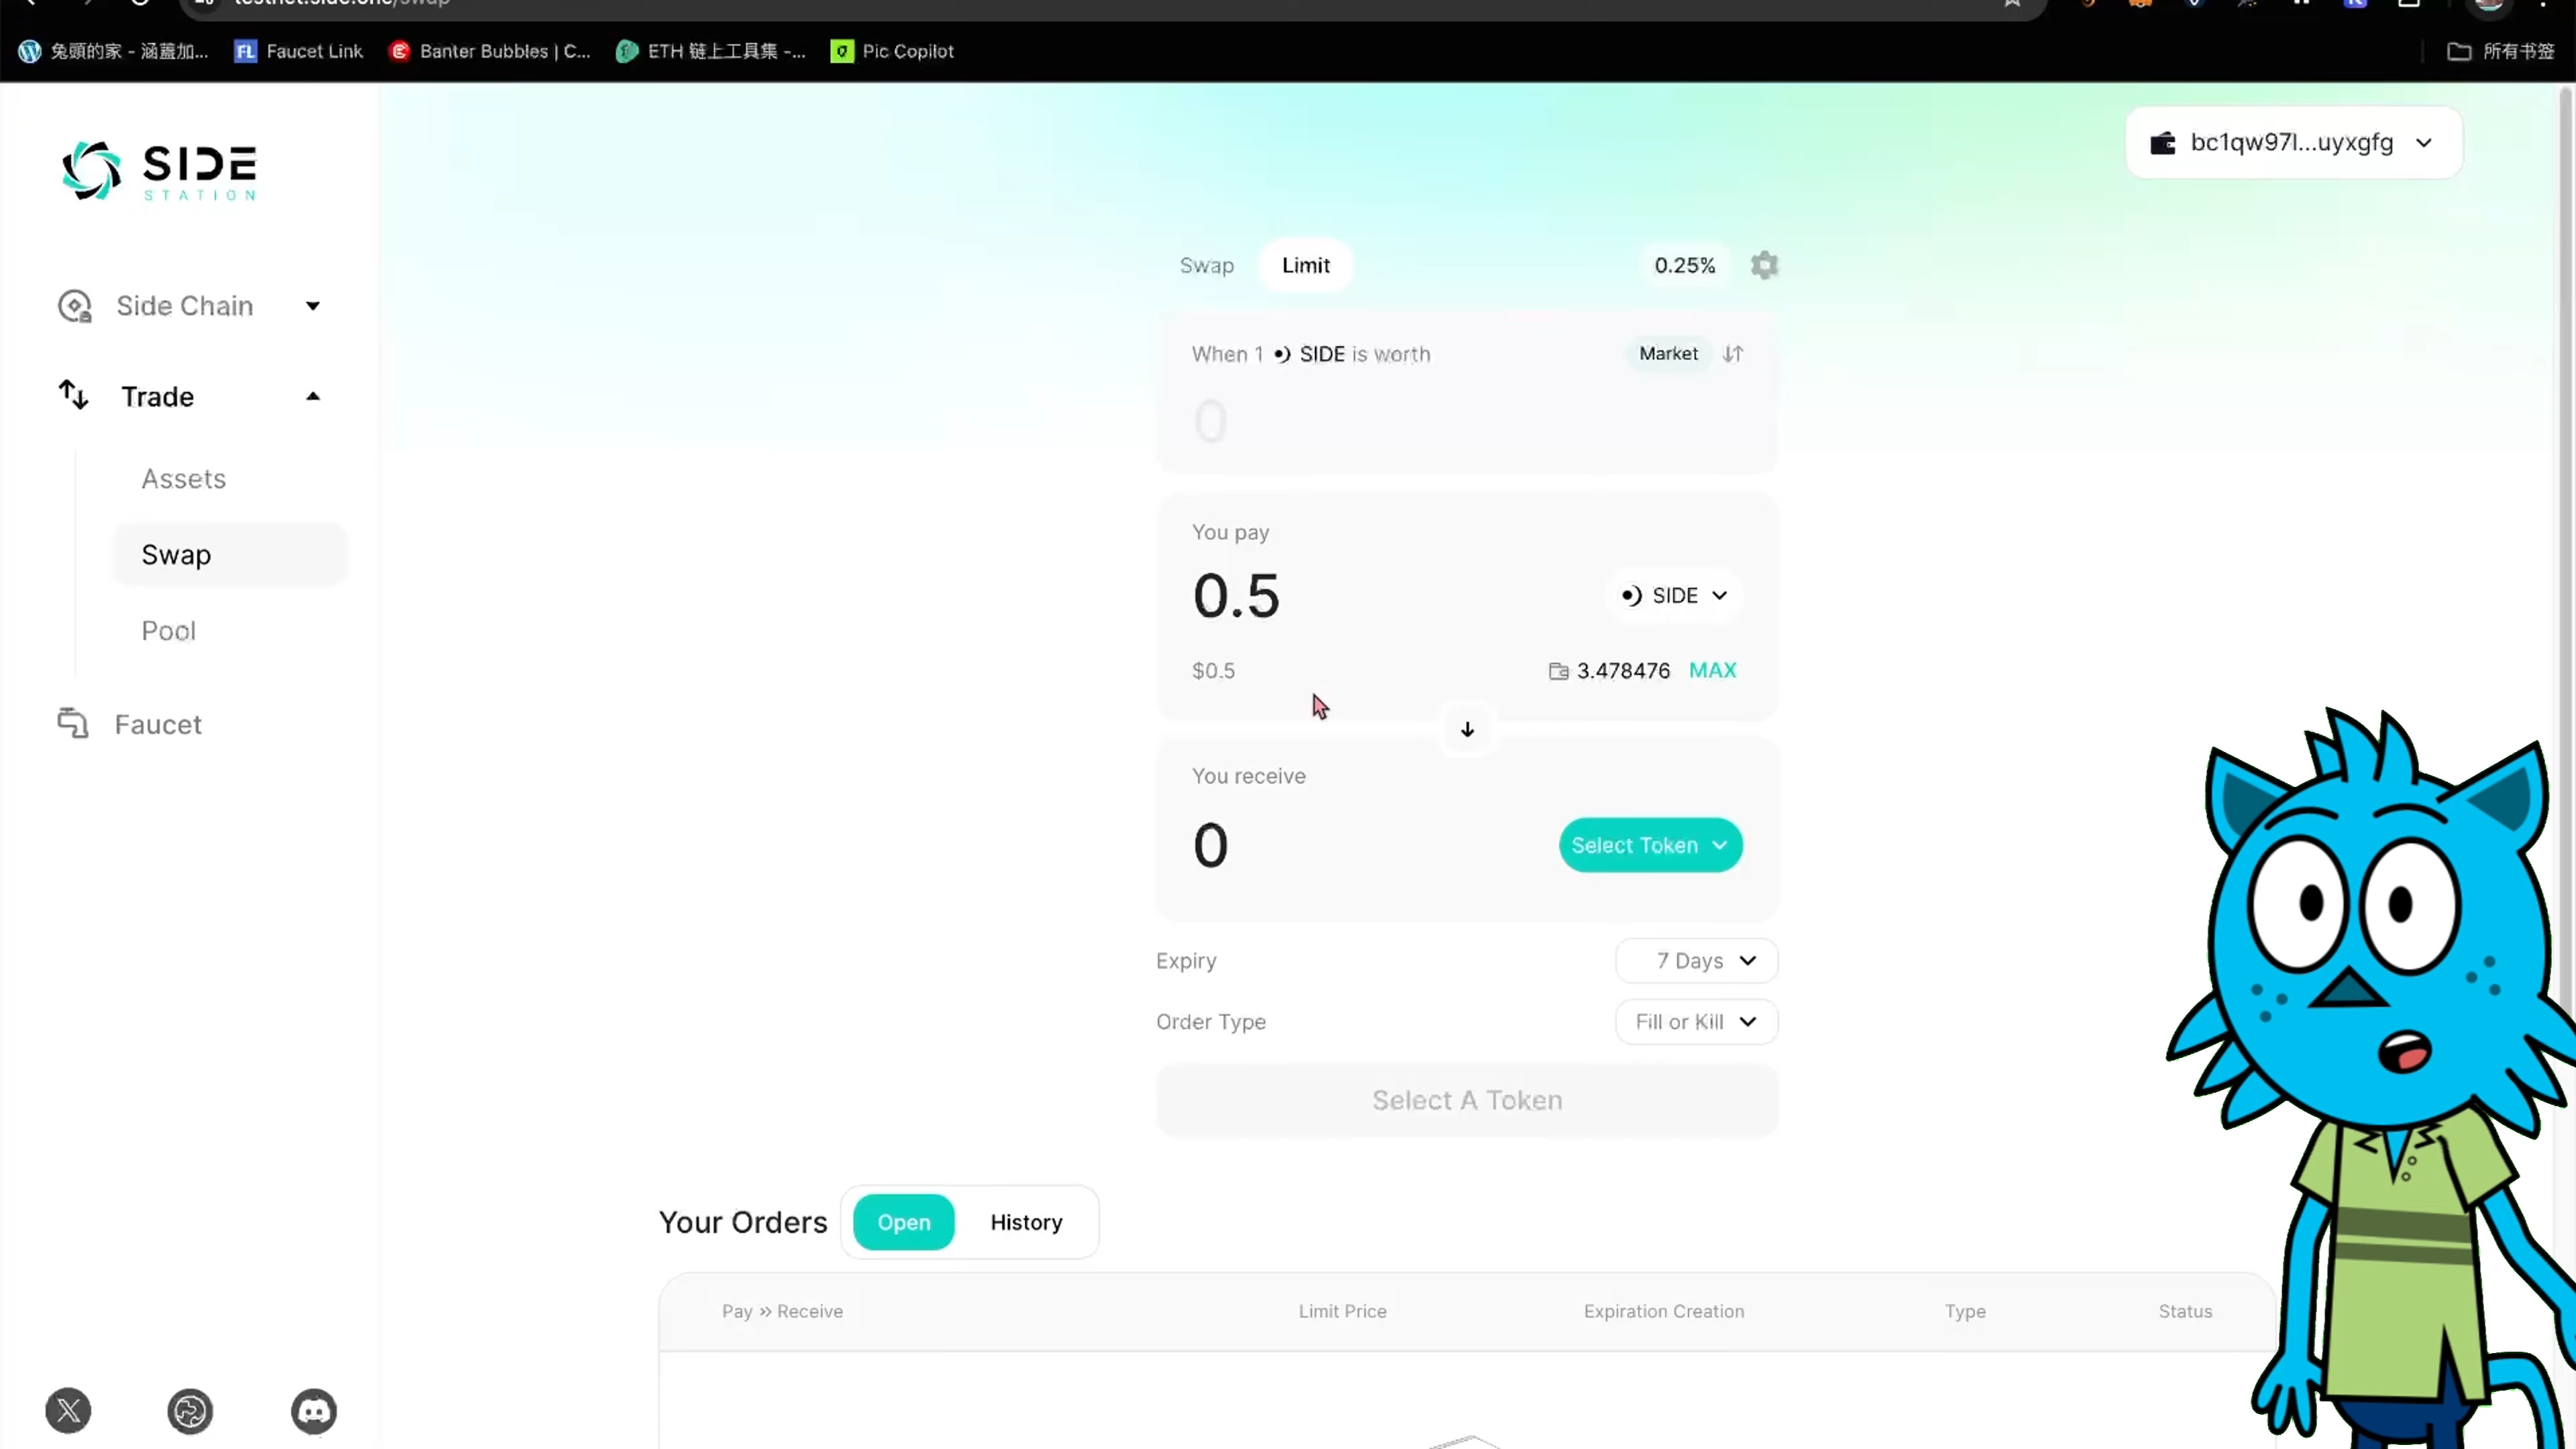 兔頭的家 - 涵蓋加...
FL Faucet Link
Banter Bubbles | C...
ETH 链上工具集 -...
Pic Copilot
所有书签
SIDE
STATION
bc1qw97l...uyxgfg
Side Chain
Trade
Assets
Swap
Pool
Faucet
Swap
Limit
0.25%
When 1 SIDE is worth
Market
0
You pay
0.5
SIDE
$0.5
3.478476 MAX
You receive
0
Select Token
Expiry
7 Days
Order Type
Fill or Kill
Select A Token
Your Orders
Open
History
Pay » Receive
Limit Price
Expiration Creation
Type
Status